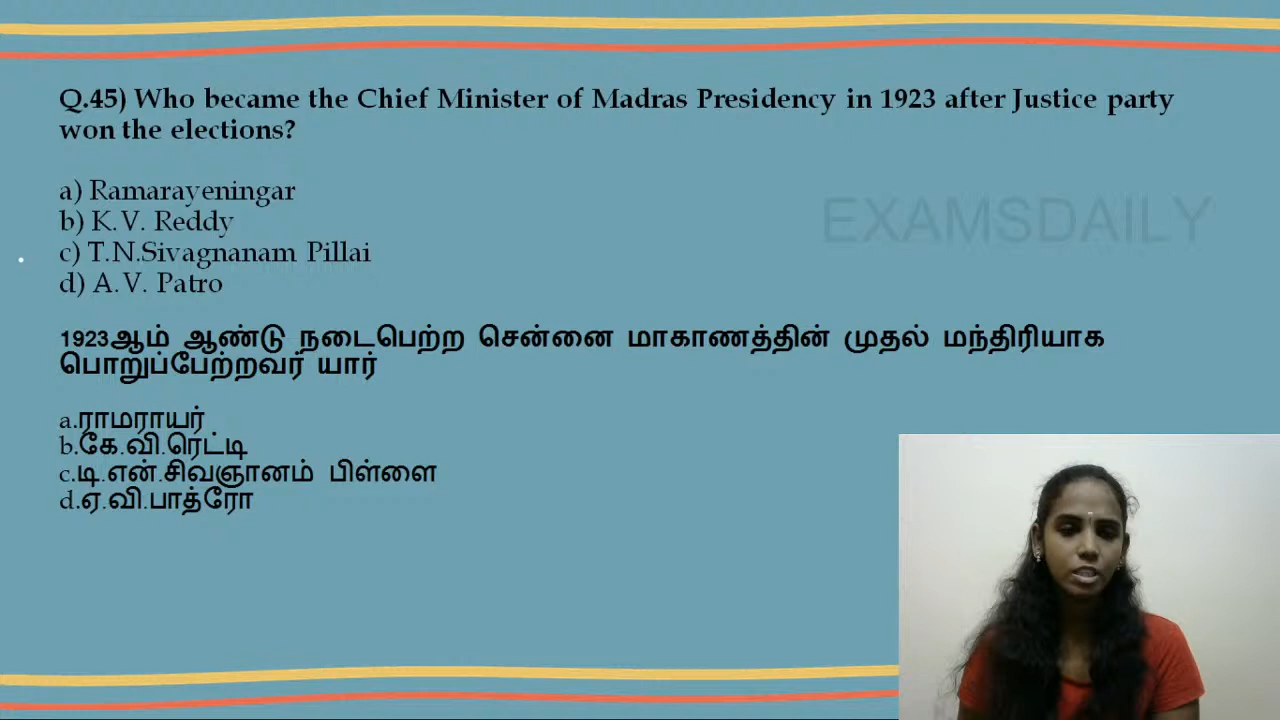 Q.45) Who became the Chief Minister of Madras Presidency in 1923 after Justice party
won the elections?
a) Ramarayeningar
b) K.V. Reddy
c) T.N.Sivagnanam Pillai
d) A.V. Patro
EXAMSDAILY
1923ஆம் ஆண்டு நடைபெற்ற சென்னை மாகாணத்தின் முதல் மந்திரியாக
பொறுப்பேற்றவர் யார்
a.ராமராயர்
b.கே.வி.ரெட்டி
c.டி.என்.சிவஞானம் பிள்ளை
d.ஏ.வி.பாத்ரோ